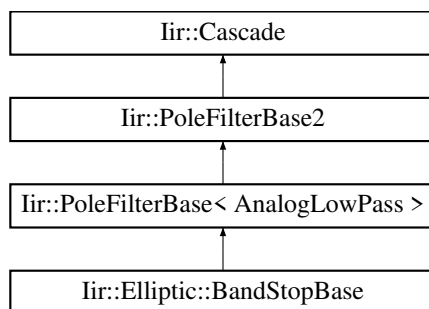 Iir::Cascade
Iir::PoleFilterBase2
Iir::PoleFilterBase< AnalogLowPass >
Iir::Elliptic::BandStopBase